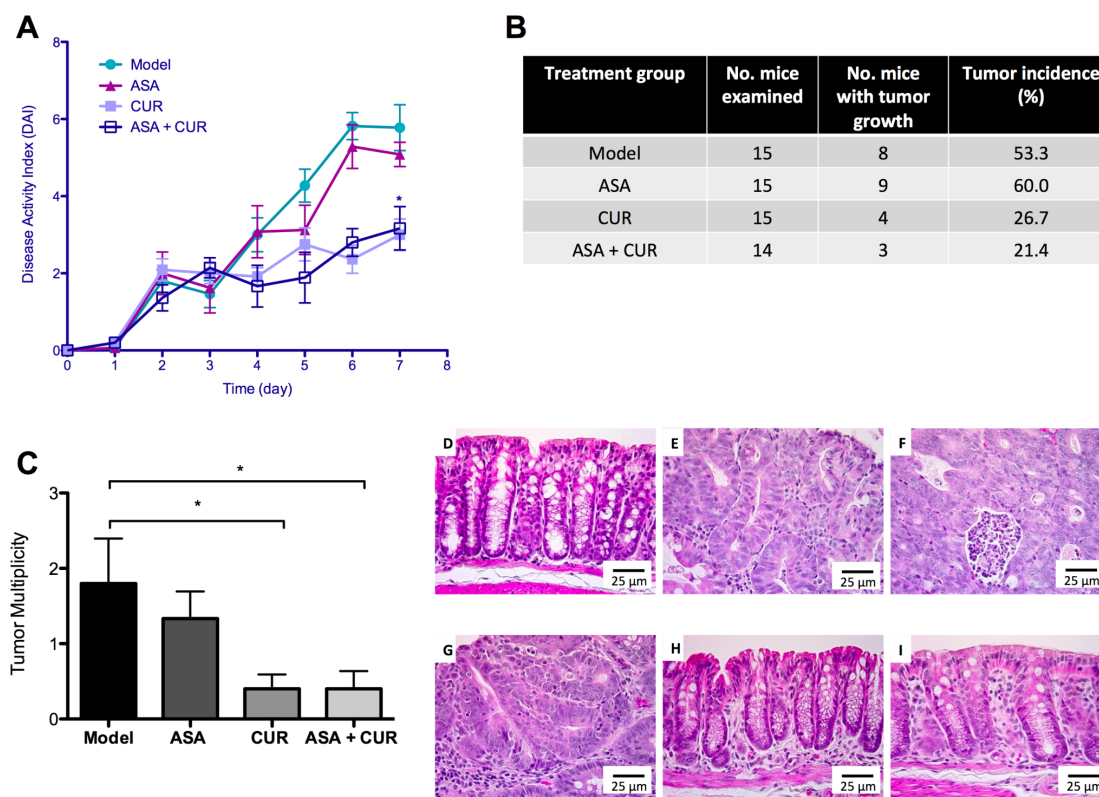 A
Model
ASA
CUR
ASA + CUR
Disease Activity Index (DAI)
8
6
4
2
0
*
0 1 2 3 4 5 6 7 8
Time (day)
B
Treatment group No. mice examined No. mice with tumor growth Tumor incidence (%)
Model 15 8 53.3
ASA 15 9 60.0
CUR 15 4 26.7
ASA + CUR 14 3 21.4
C
*
*
Tumor Multiplicity
3
2
1
0
Model ASA CUR ASA + CUR
D
25 µm
E
25 µm
F
25 µm
G
25 µm
H
25 µm
I
25 µm